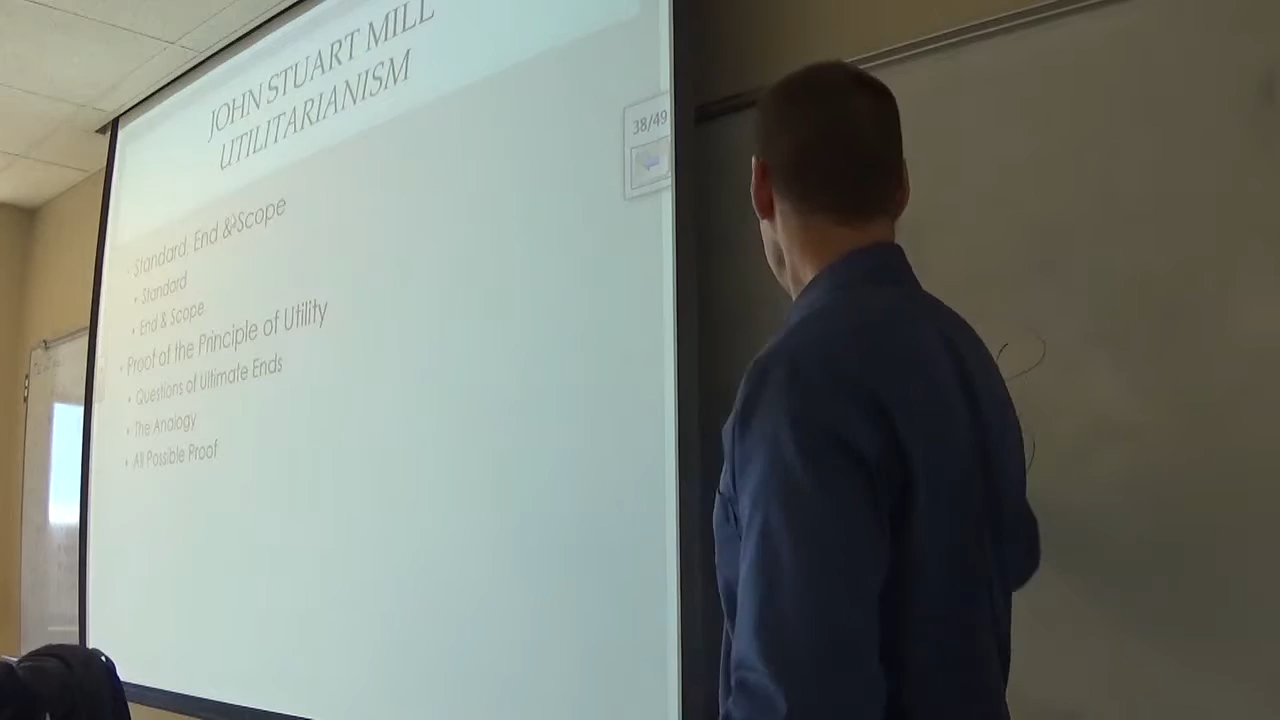 JOHN STUART MILL
UTILITARIANISM
38/49
Standard, End & Scope
Standard
End & Scope
Proof of the Principle of Utility
Questions of Ultimate Ends
The Analogy
All Possible Proof